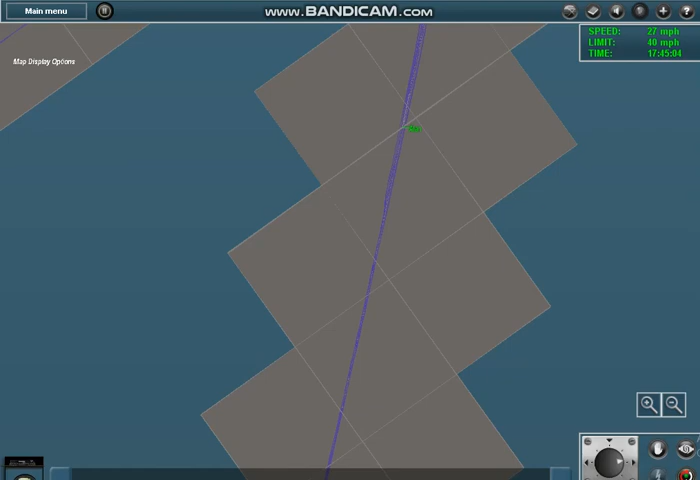 Main menu
www.BANDICAM.com
?
SPEED: 27 mph
LIMIT: 40 mph
TIME: 17:45:04
Map Display Options